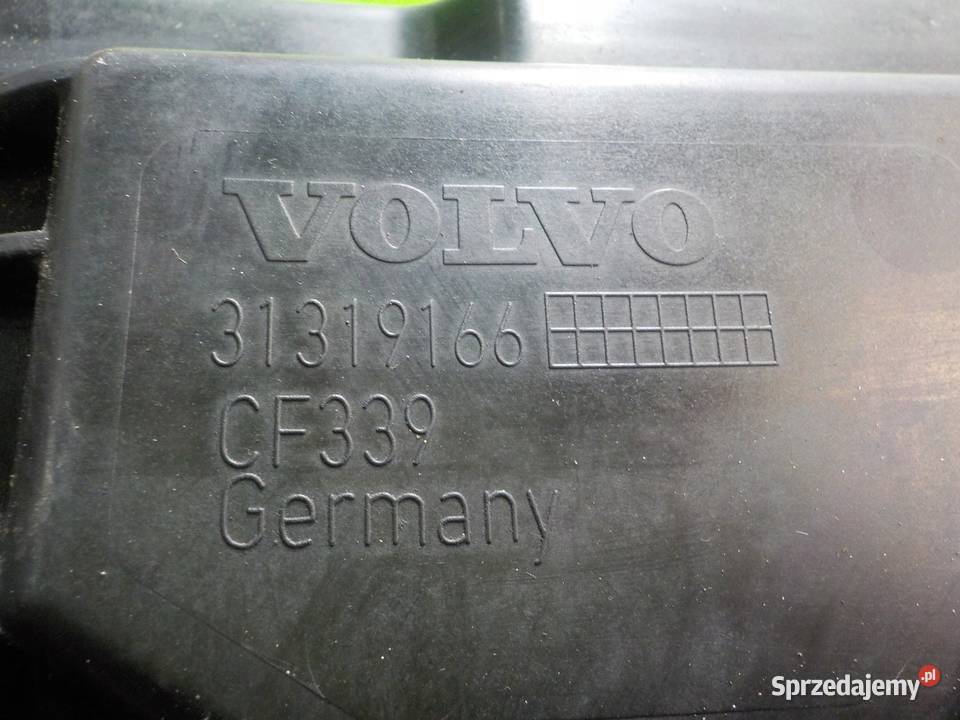 VOLVO
31319166
CF339
Germany
Sprzedajemy.pl